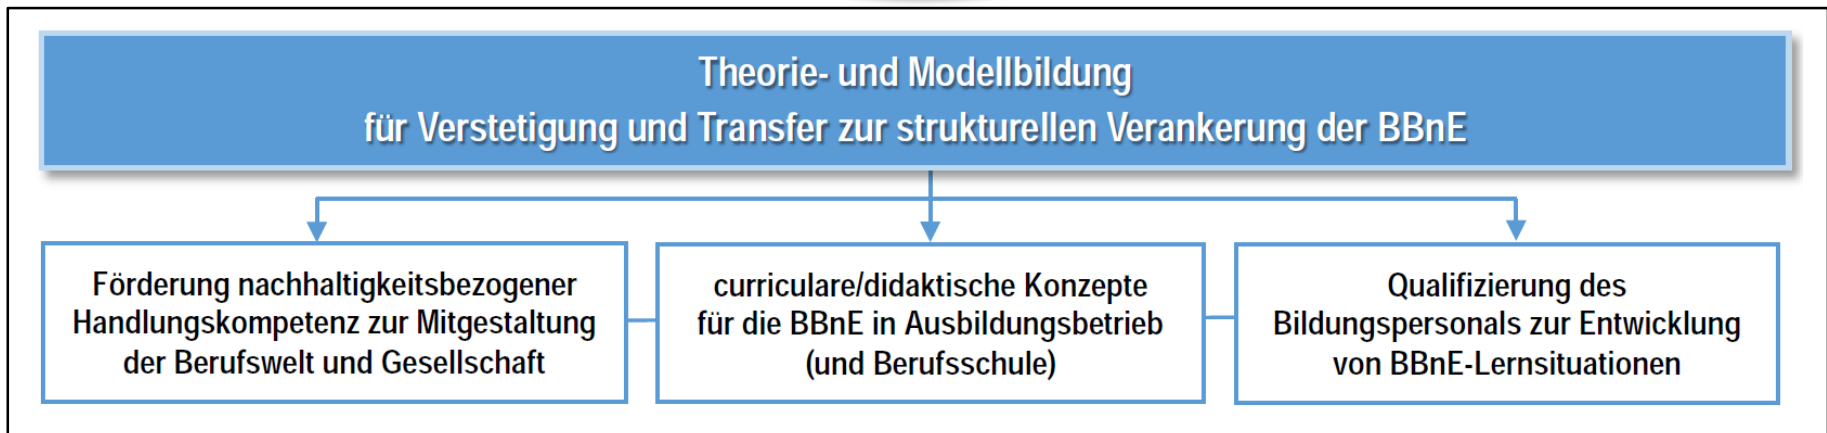 Theorie- und Modellbildung
für Verstetigung und Transfer zur strukturellen Verankerung der BBnE
Förderung nachhaltigkeitsbezogener
Handlungskompetenz zur Mitgestaltung
der Berufswelt und Gesellschaft
curriculare/didaktische Konzepte
für die BBnE in Ausbildungsbetrieb
(und Berufsschule)
Qualifizierung des
Bildungspersonals zur Entwicklung
von BBnE-Lernsituationen